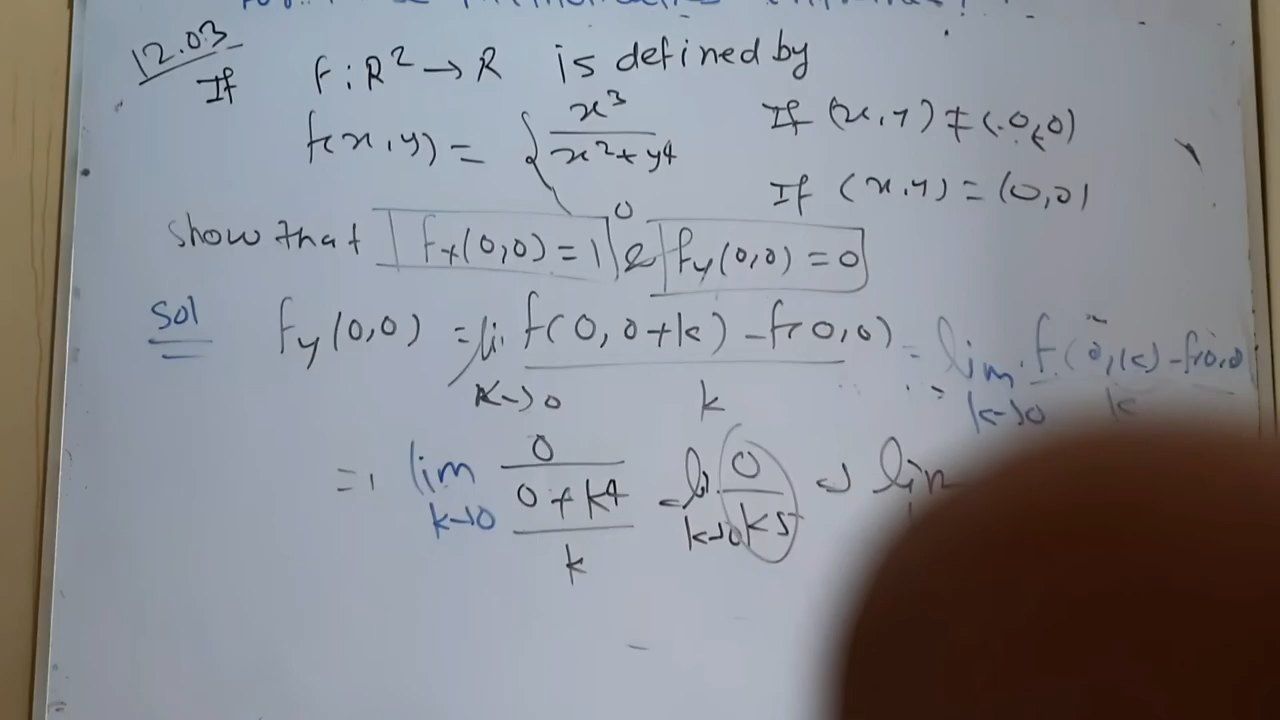 12.03
If f : R² → R is defined by
f(x,y) = { x³ / x²+y4 If (x,y) ≠ (0,0)
0 If (x,y) = (0,0)
show that fx(0,0) = 1 & fy(0,0) = 0
Sol fy(0,0) = li k→0 f(0, 0+k) - f(0,0) / k = lim k→0 f(0,k) - f(0,0) / k
= lim k→0 0 / 0+k4 / k = li k→0 0 / k5 → lim